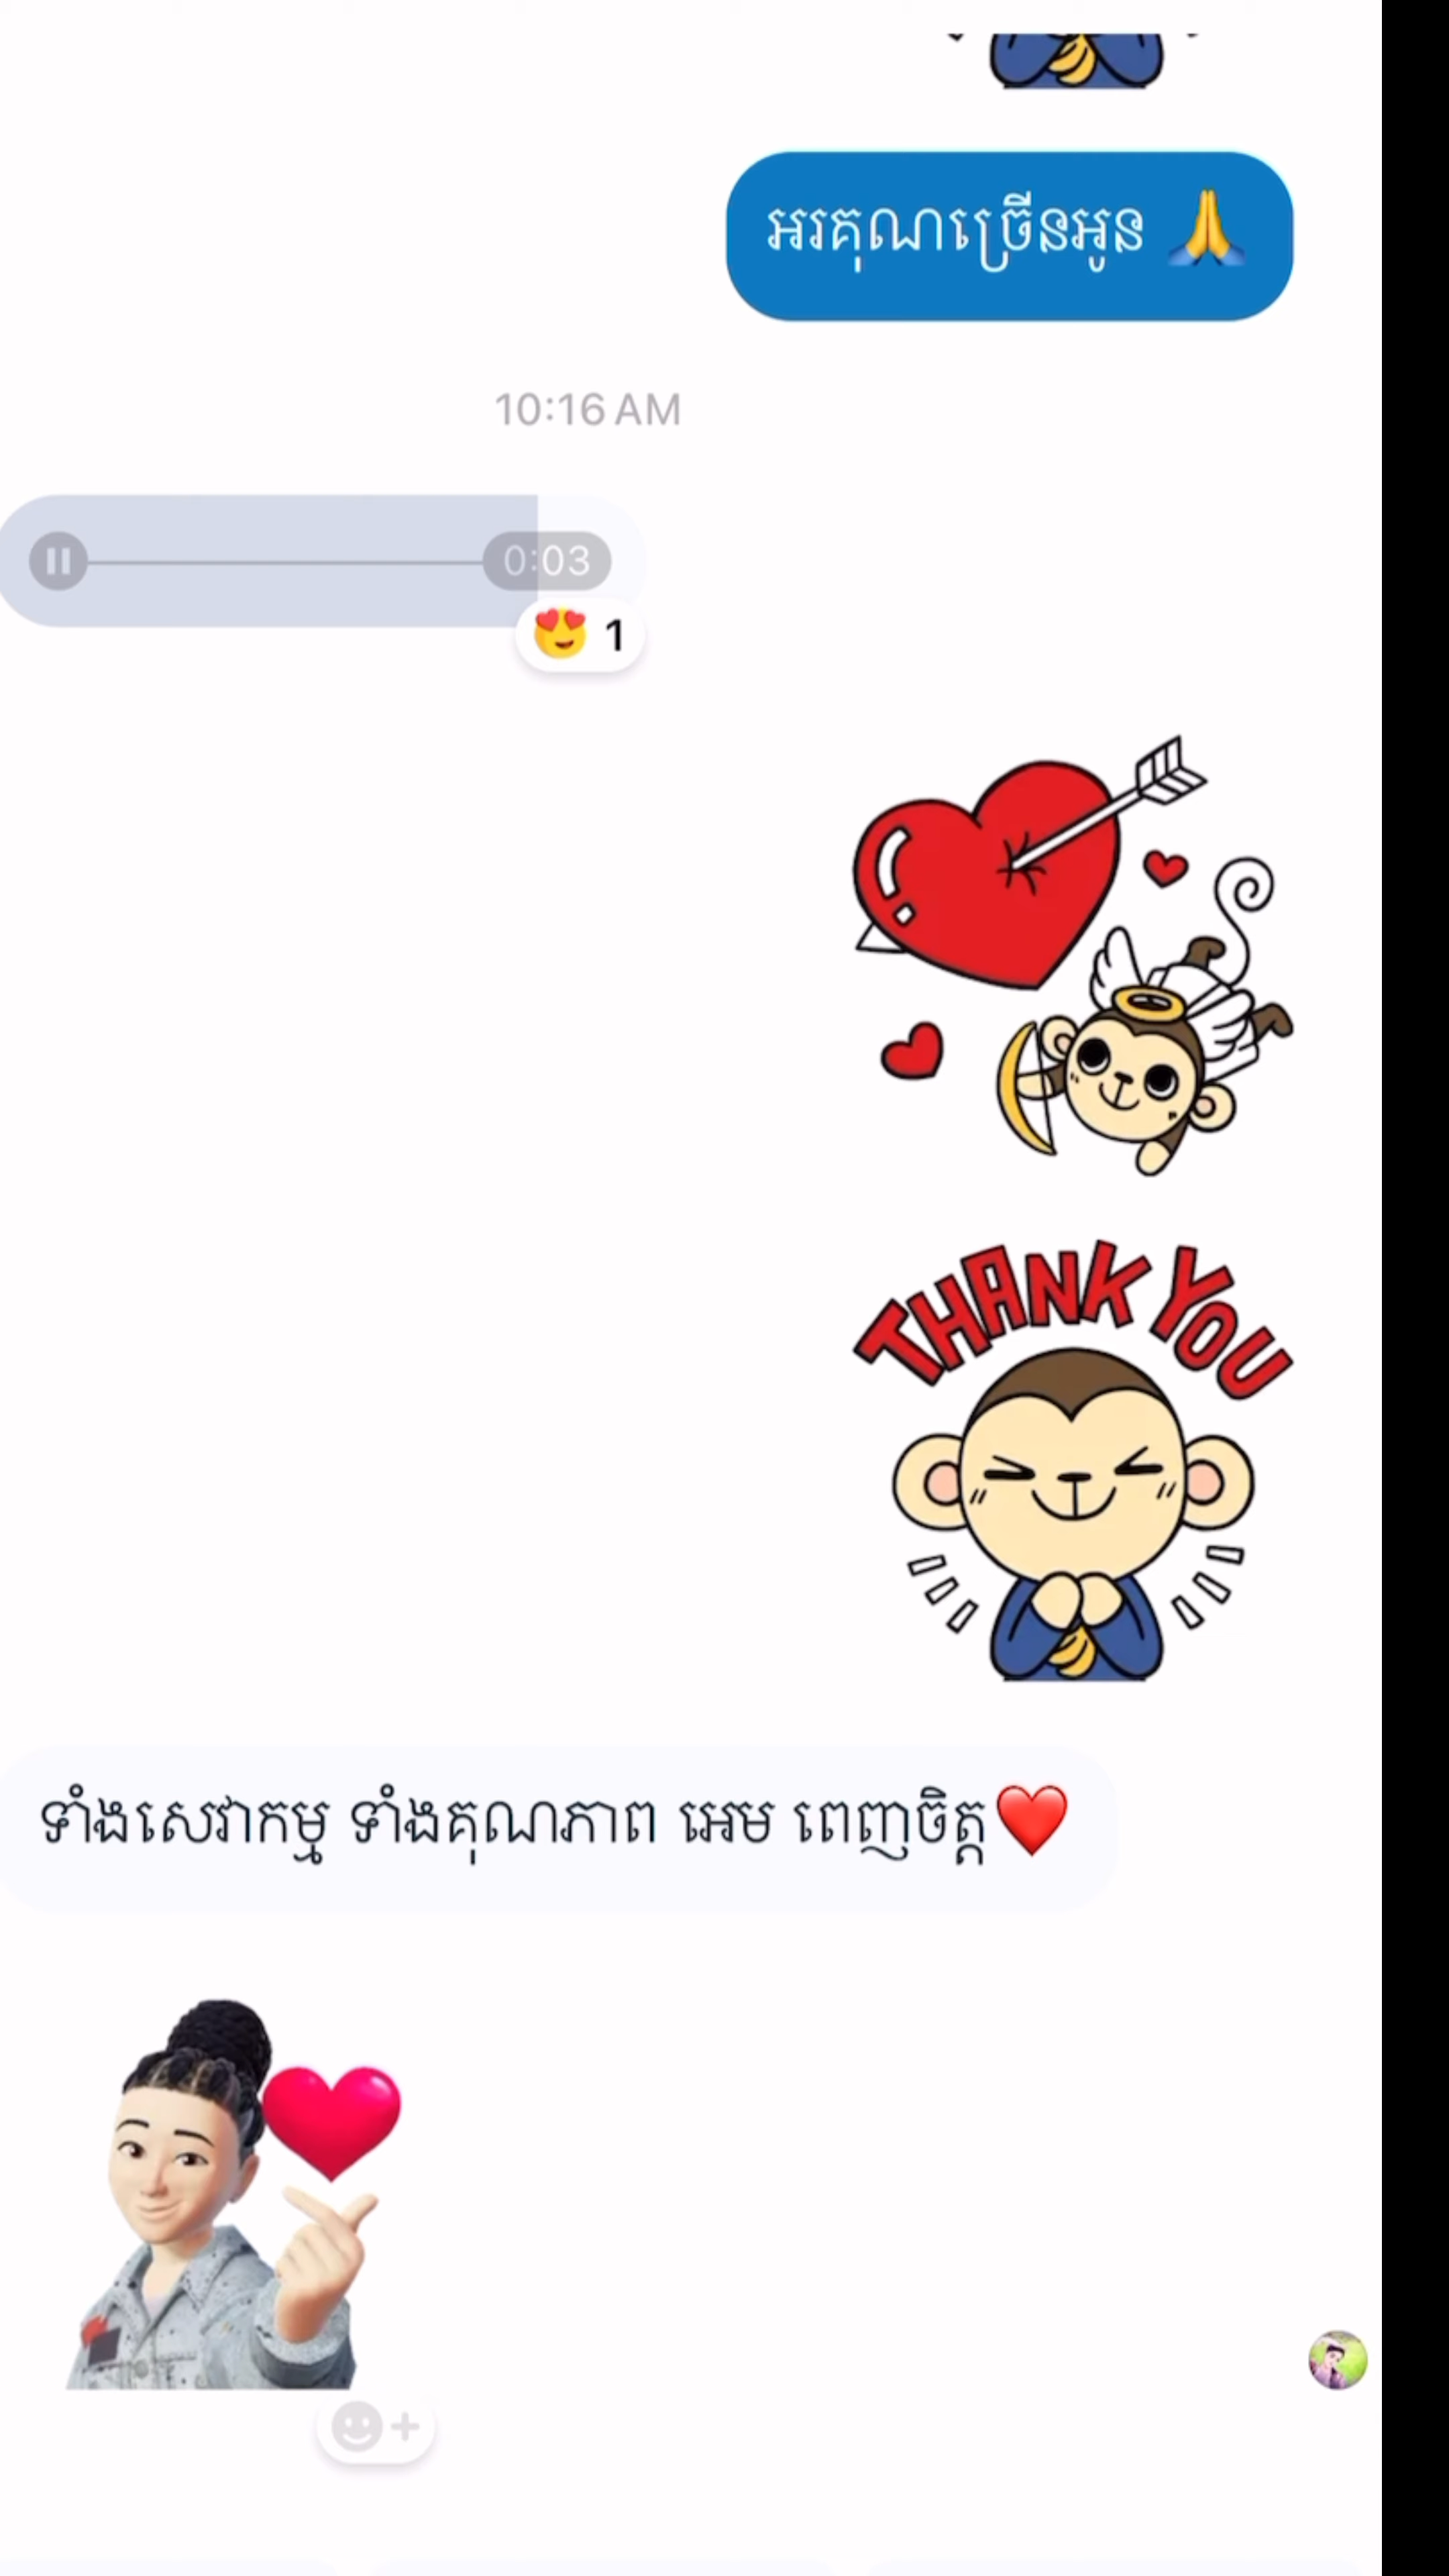 អរគុណច្រើនអូន 🙏
10:16 AM
0:03
😍 1
THANK YOU
ទាំងសេវាកម្ម ទាំងគុណភាព អេម ពេញចិត្ត❤️